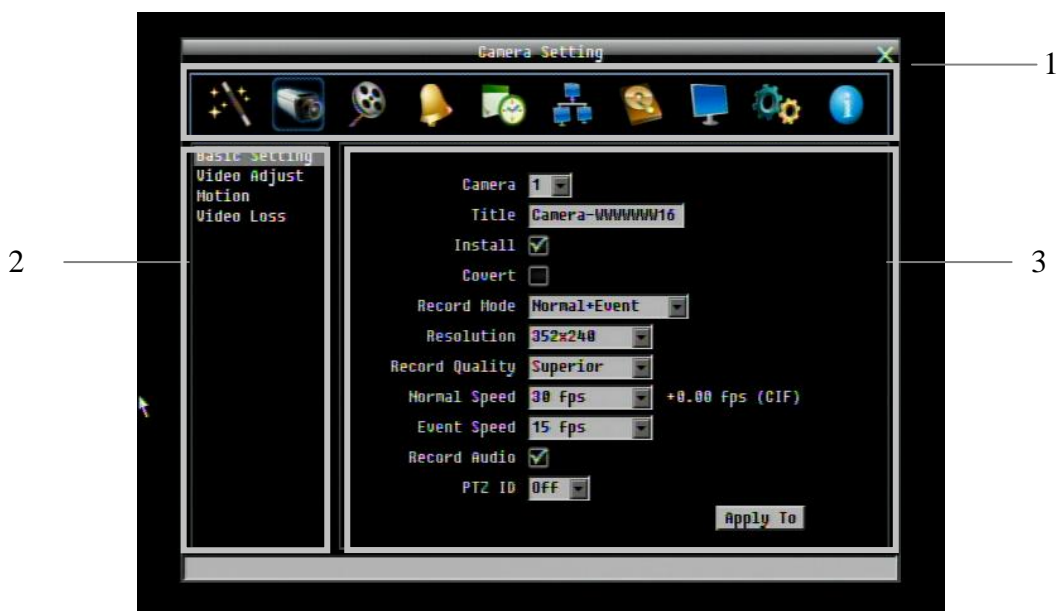 Camera Setting
1
Basic Setting
Video Adjust
Motion
Video Loss
2
3
Camera 1
Title Camera-WWWWWWW16
Install
Covert
Record Mode Normal+Event
Resolution 352x240
Record Quality Superior
Normal Speed 30 fps +0.00 fps (CIF)
Event Speed 15 fps
Record Audio
PTZ ID Off
Apply To